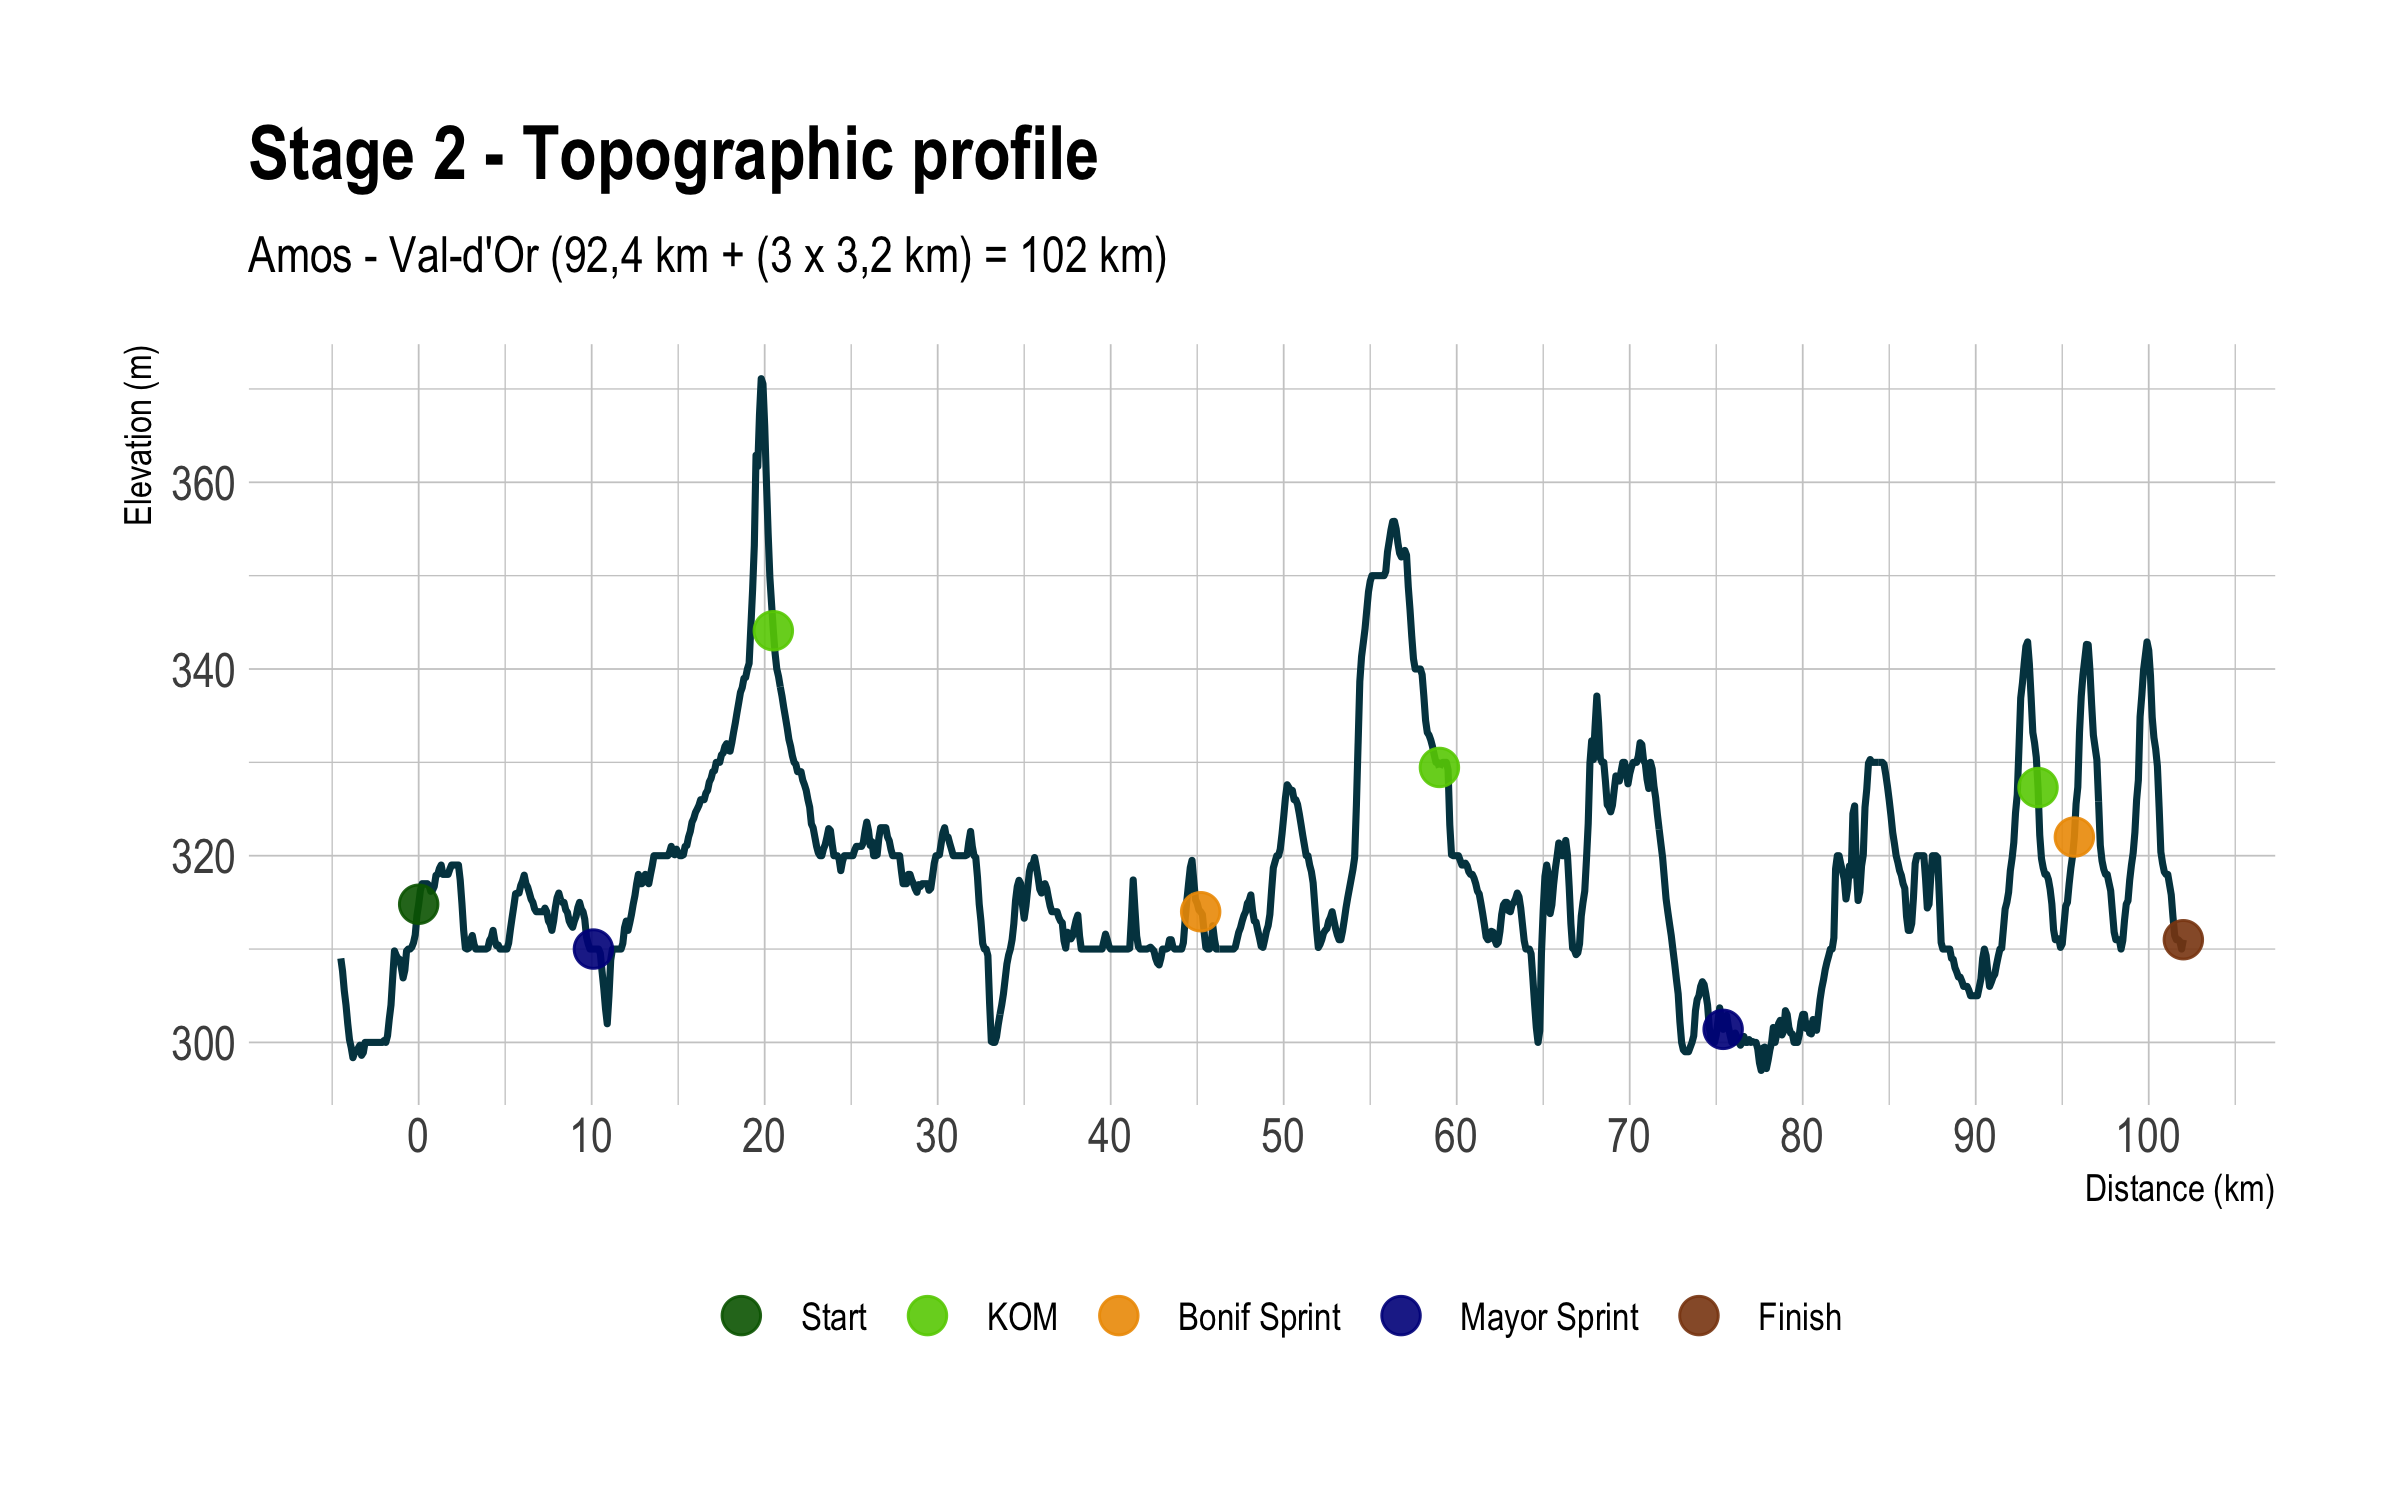 Stage 2 - Topographic profile
Amos - Val-d'Or (92,4 km + (3 x 3,2 km) = 102 km)
Elevation (m)
360
340
320
300
0 10 20 30 40 50 60 70 80 90 100
Distance (km)
Start KOM Bonif Sprint Mayor Sprint Finish